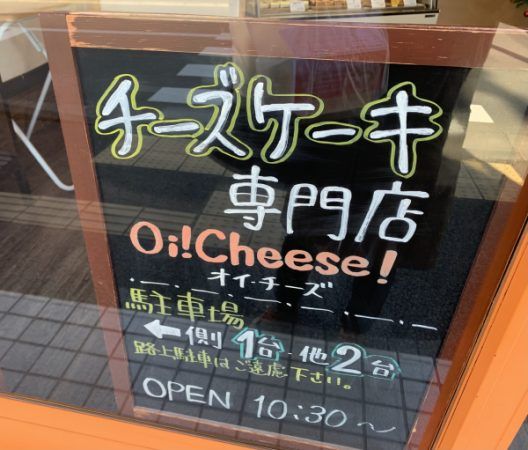 チーズケーキ
専門店
Oi!Cheese!
オイ・チーズ
駐車場
←側1台・他2台
路上駐車はご遠慮下さい。
OPEN 10:30〜